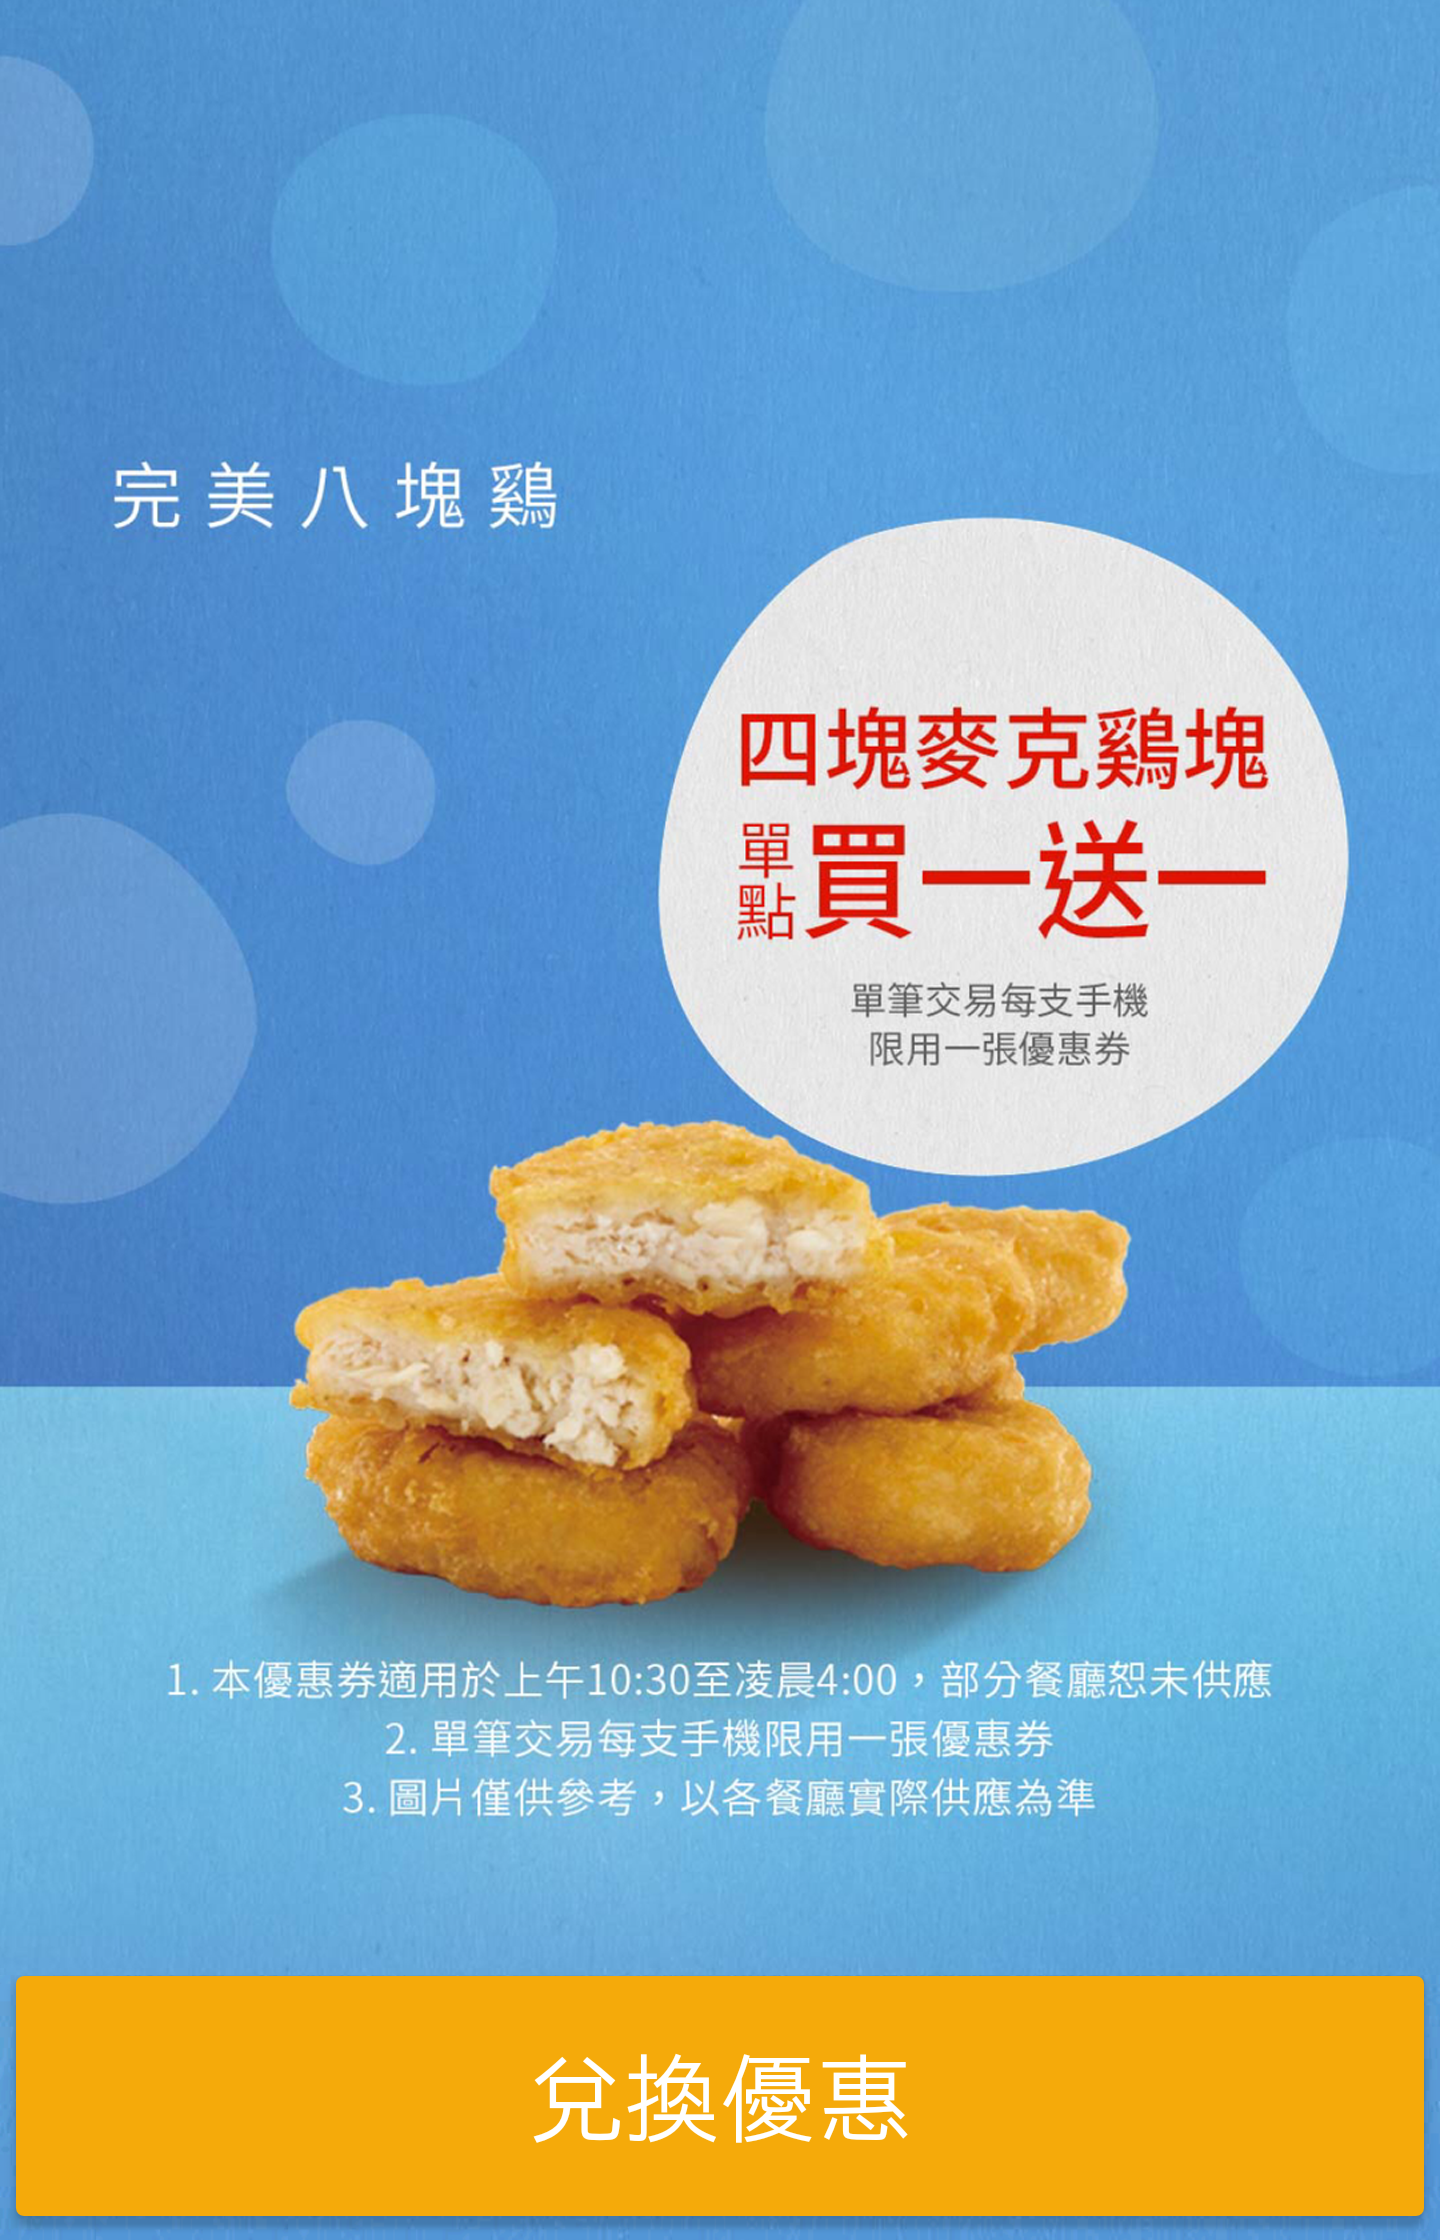 完美八塊鷄
四塊麥克鷄塊
單點買一送一
單筆交易每支手機
限用一張優惠券
1. 本優惠券適用於上午10:30至凌晨4:00，部分餐廳恕未供應
2. 單筆交易每支手機限用一張優惠券
3. 圖片僅供參考，以各餐廳實際供應為準
兌換優惠